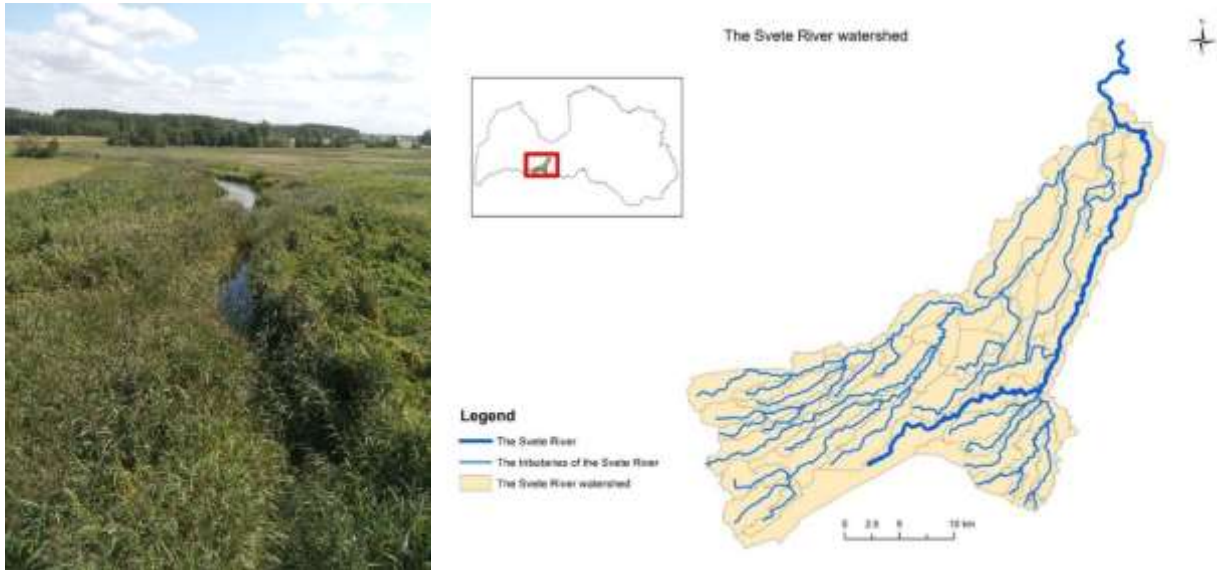 The Svete River watershed
Legend
The Svete River
The tributaries of the Svete River
The Svete River watershed
0 2.5 5 10 km